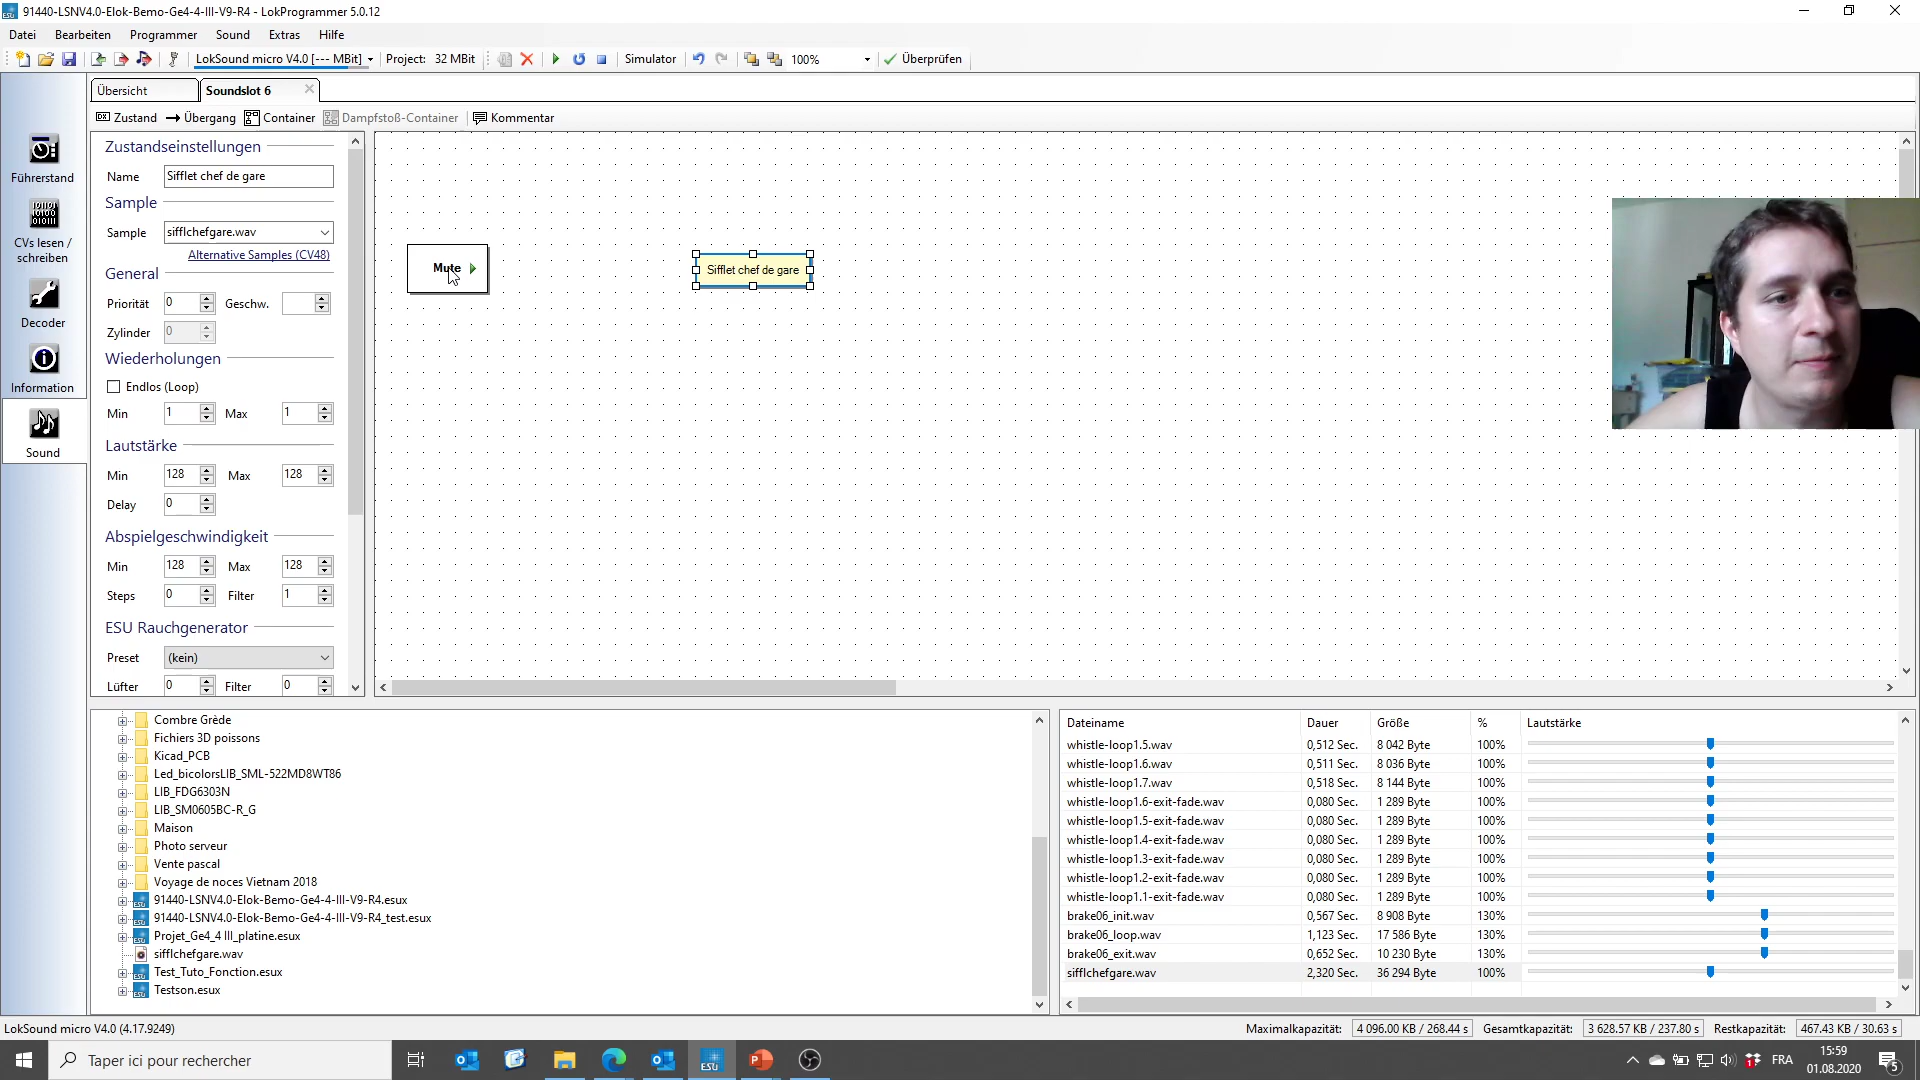 91440-LSNV4.0-Elok-Bemo-Ge4-4-III-V9-R4 - LokProgrammer 5.0.12
Datei Bearbeiten Programmer Sound Extras Hilfe
LokSound micro V4.0 [--- MBit] Project: 32 MBit Simulator 100% Überprüfen
Übersicht Soundslot 6
Zustand Übergang Container Dampfstoß-Container Kommentar
Führerstand
CVs lesen /
schreiben
Decoder
Information
Sound
Zustandseinstellungen
Name Sifflet chef de gare
Sample
Sample sifflchefgare.wav
Alternative Samples (CV48)
General
Priorität 0 Geschw.
Zylinder 0
Wiederholungen
Endlos (Loop)
Min 1 Max 1
Lautstärke
Min 128 Max 128
Delay 0
Abspielgeschwindigkeit
Min 128 Max 128
Steps 0 Filter 1
ESU Rauchgenerator
Preset (kein)
Lüfter 0 Filter 0
Mute
Sifflet chef de gare
Combre Grède
Fichiers 3D poissons
Kicad_PCB
Led_bicolorsLIB_SML-522MD8WT86
LIB_FDG6303N
LIB_SM0605BC-R_G
Maison
Photo serveur
Vente pascal
Voyage de noces Vietnam 2018
91440-LSNV4.0-Elok-Bemo-Ge4-4-III-V9-R4.esux
91440-LSNV4.0-Elok-Bemo-Ge4-4-III-V9-R4_test.esux
Projet_Ge4_4 III_platine.esux
sifflchefgare.wav
Test_Tuto_Fonction.esux
Testson.esux
Dateiname Dauer Größe % Lautstärke
whistle-loop1.5.wav 0,512 Sec. 8 042 Byte 100%
whistle-loop1.6.wav 0,511 Sec. 8 036 Byte 100%
whistle-loop1.7.wav 0,518 Sec. 8 144 Byte 100%
whistle-loop1.6-exit-fade.wav 0,080 Sec. 1 289 Byte 100%
whistle-loop1.5-exit-fade.wav 0,080 Sec. 1 289 Byte 100%
whistle-loop1.4-exit-fade.wav 0,080 Sec. 1 289 Byte 100%
whistle-loop1.3-exit-fade.wav 0,080 Sec. 1 289 Byte 100%
whistle-loop1.2-exit-fade.wav 0,080 Sec. 1 289 Byte 100%
whistle-loop1.1-exit-fade.wav 0,080 Sec. 1 289 Byte 100%
brake06_init.wav 0,567 Sec. 8 908 Byte 130%
brake06_loop.wav 1,123 Sec. 17 586 Byte 130%
brake06_exit.wav 0,652 Sec. 10 230 Byte 130%
sifflchefgare.wav 2,320 Sec. 36 294 Byte 100%
LokSound micro V4.0 (4.17.9249) Maximalkapazität: 4 096.00 KB / 268.44 s Gesamtkapazität: 3 628.57 KB / 237.80 s Restkapazität: 467.43 KB / 30.63 s
Taper ici pour rechercher FRA 15:59
01.08.2020 5